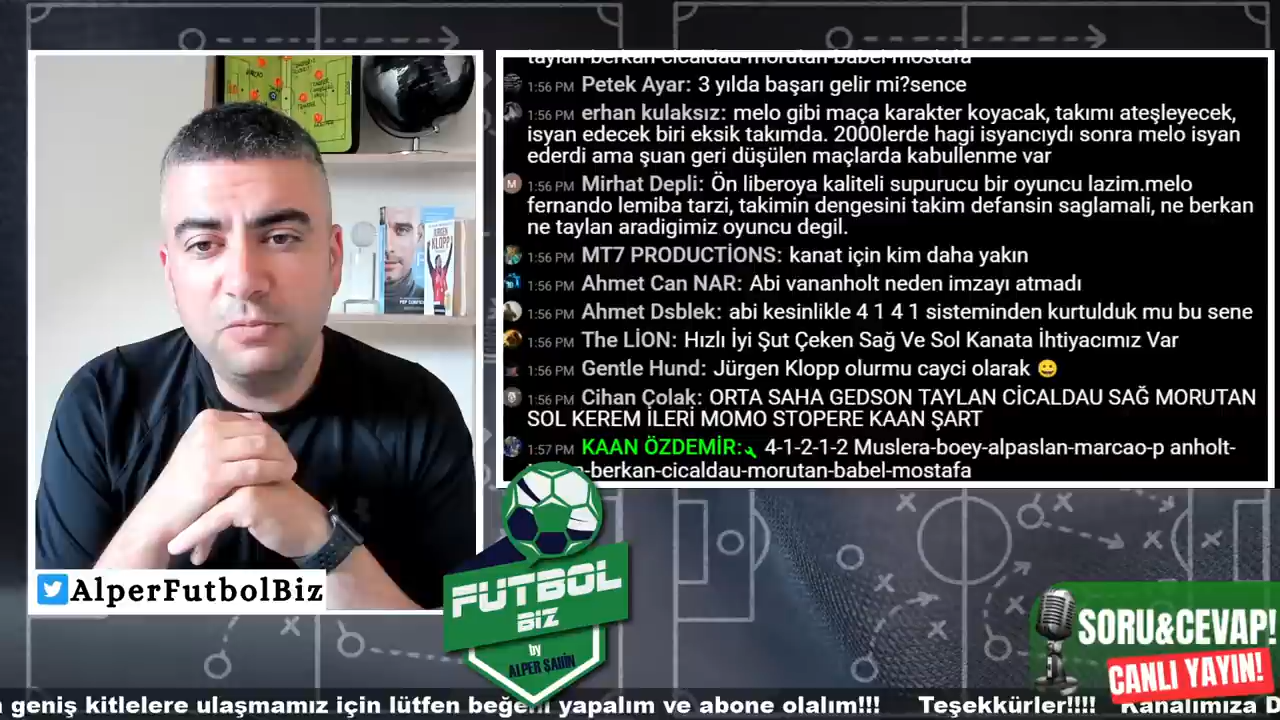 taylan-berkan-cicaldau-morutan-babel-mostafa
1:56 PM Petek Ayar: 3 yılda başarı gelir mi?sence
1:56 PM erhan kulaksız: melo gibi maça karakter koyacak, takımı ateşleyecek,
isyan edecek biri eksik takımda. 2000lerde hagi isyancıydı sonra melo isyan
ederdi ama şuan geri düşülen maçlarda kabullenme var
M 1:56 PM Mirhat Depli: Ön liberoya kaliteli supurucu bir oyuncu lazim.melo
fernando lemiba tarzi, takimin dengesini takim defansin saglamali, ne berkan
ne taylan aradigimiz oyuncu degil.
1:56 PM MT7 PRODUCTİONS: kanat için kim daha yakın
1:56 PM Ahmet Can NAR: Abi vananholt neden imzayı atmadı
1:56 PM Ahmet Dsblek: abi kesinlikle 4 1 4 1 sisteminden kurtulduk mu bu sene
1:56 PM The LİON: Hızlı İyi Şut Çeken Sağ Ve Sol Kanata İhtiyacımız Var
1:56 PM Gentle Hund: Jürgen Klopp olurmu cayci olarak 😀
1:56 PM Cihan Çolak: ORTA SAHA GEDSON TAYLAN CİCALDAU SAĞ MORUTAN
SOL KEREM İLERİ MOMO STOPERE KAAN ŞART
1:57 PM KAAN ÖZDEMİR: 4-1-2-1-2 Muslera-boey-alpaslan-marcao-p anholt-
-berkan-cicaldau-morutan-babel-mostafa
KLOPP
AlperFutbolBiz
FUTBOL
BİZ
by
ALPER ŞAHİN
SORU&CEVAP!
CANLI YAYIN!
geniş kitlelere ulaşmamız için lütfen beğeni yapalım ve abone olalım!!! Teşekkürler!!!! Kanalımıza D